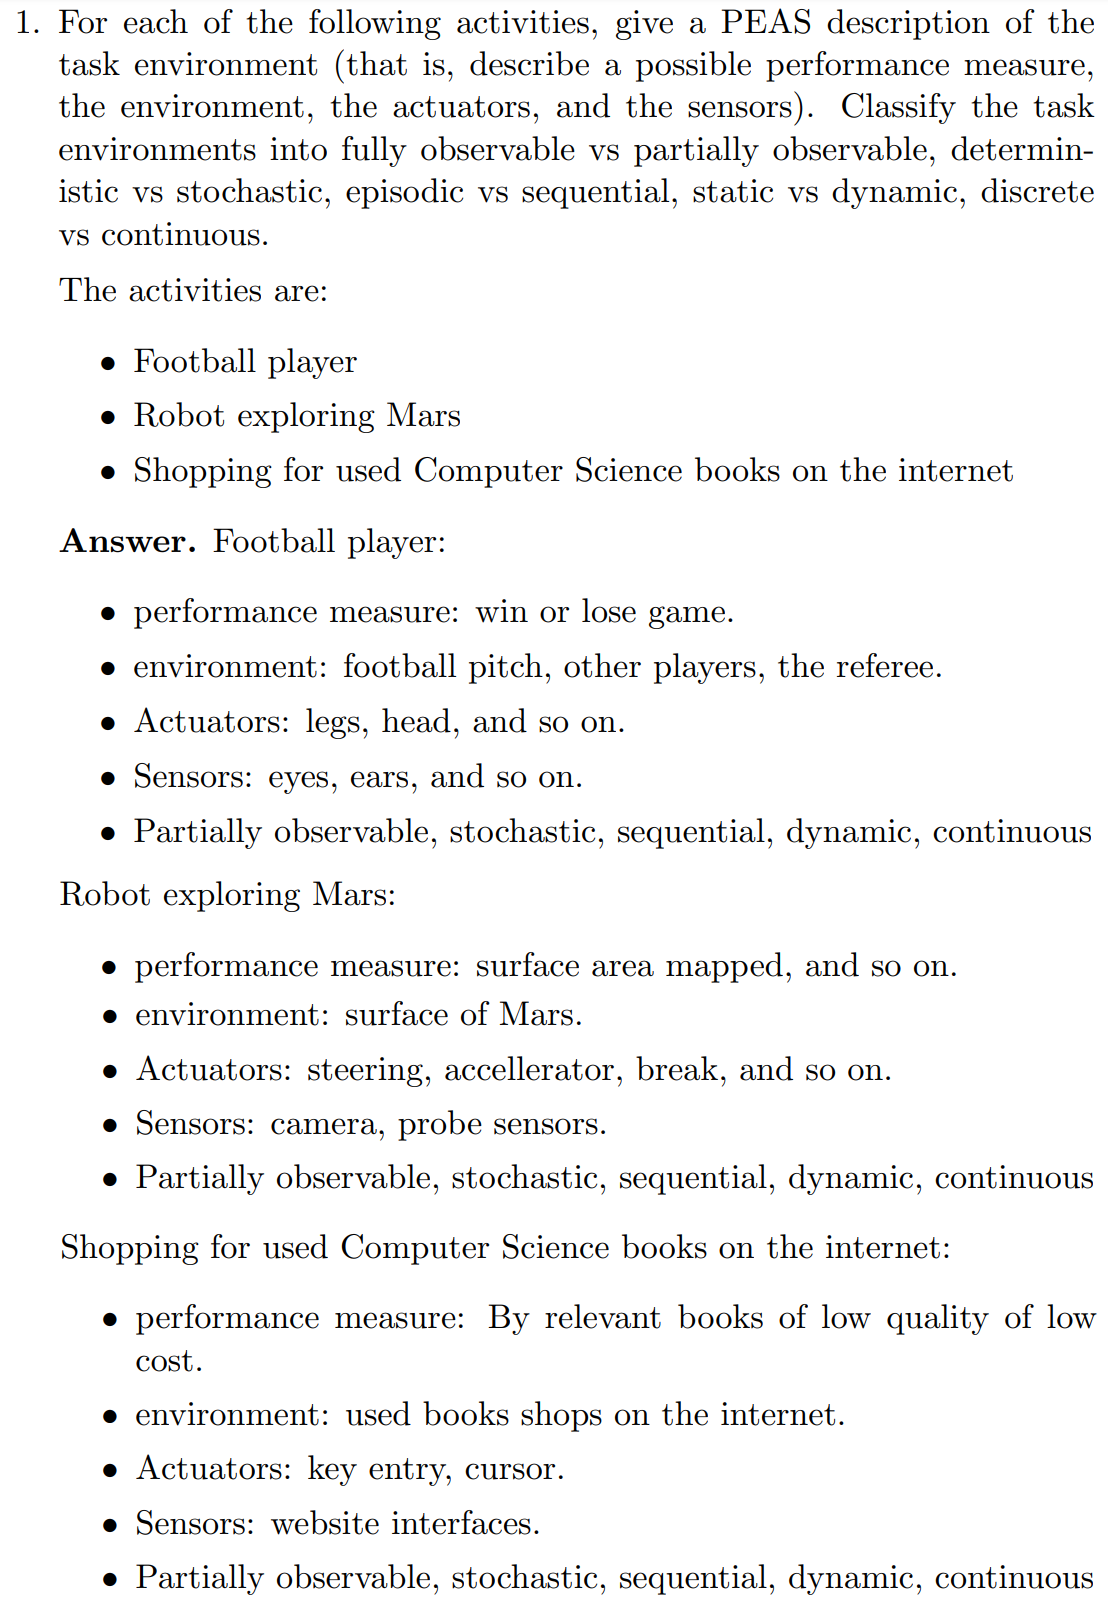 1. For each of the following activities, give a PEAS description of the
task environment (that is, describe a possible performance measure,
the environment, the actuators, and the sensors). Classify the task
environments into fully observable vs partially observable, determin-
istic vs stochastic, episodic vs sequential, static vs dynamic, discrete
vs continuous.
The activities are:
• Football player
• Robot exploring Mars
• Shopping for used Computer Science books on the internet
Answer. Football player:
• performance measure: win or lose game.
• environment: football pitch, other players, the referee.
• Actuators: legs, head, and so on.
• Sensors: eyes, ears, and so on.
• Partially observable, stochastic, sequential, dynamic, continuous
Robot exploring Mars:
• performance measure: surface area mapped, and so on.
• environment: surface of Mars.
• Actuators: steering, accellerator, break, and so on.
• Sensors: camera, probe sensors.
• Partially observable, stochastic, sequential, dynamic, continuous
Shopping for used Computer Science books on the internet:
• performance measure: By relevant books of low quality of low
cost.
• environment: used books shops on the internet.
• Actuators: key entry, cursor.
• Sensors: website interfaces.
• Partially observable, stochastic, sequential, dynamic, continuous